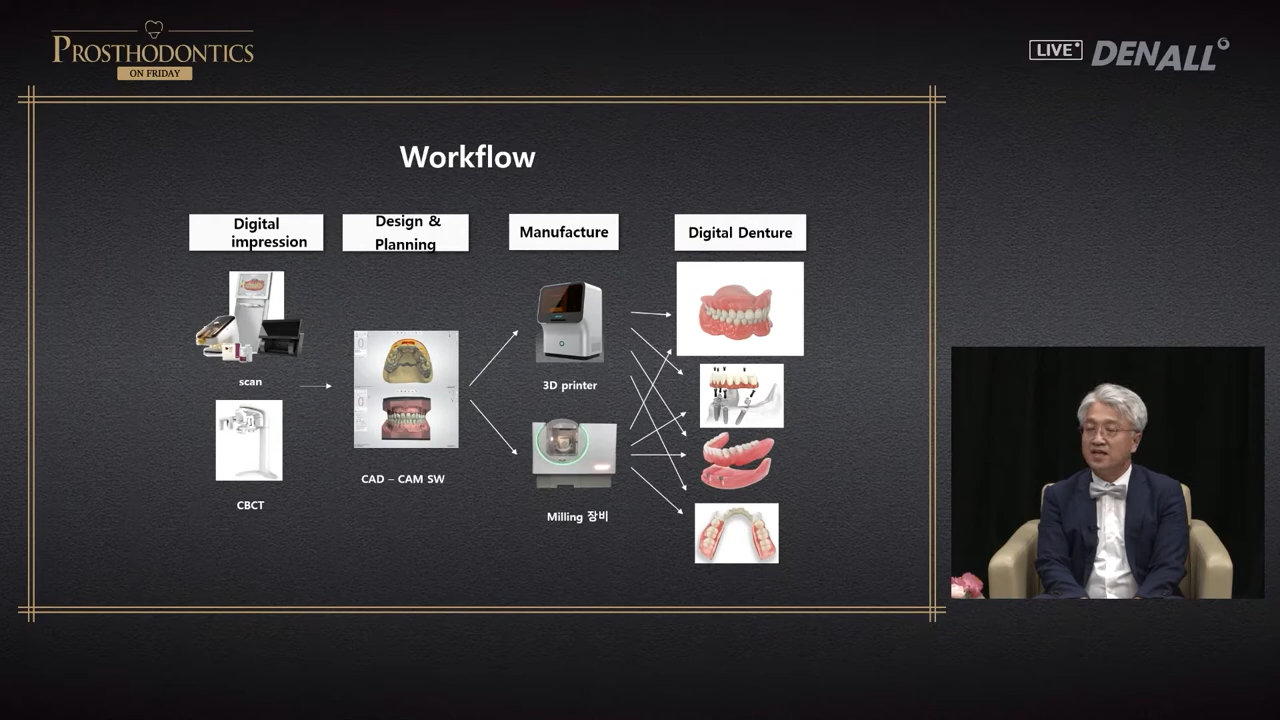 PROSTHODONTICS
ON FRIDAY
LIVE
DENALL
Workflow
Digital
impression
Design &
Planning
Manufacture
Digital Denture
scan
CBCT
CAD – CAM SW
3D printer
Milling 장비